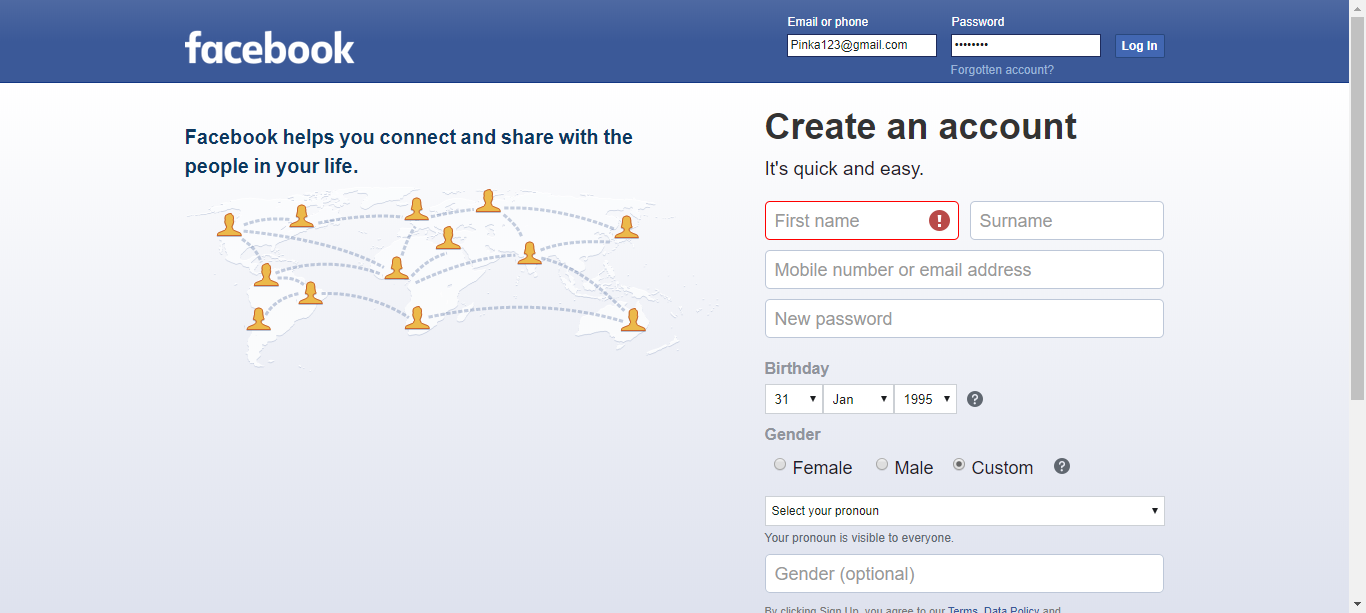 facebook
Email or phone
Password
Pinka123@gmail.com
••••••••
Log In
Forgotten account?
Facebook helps you connect and share with the
people in your life.
Create an account
It's quick and easy.
First name
Surname
Mobile number or email address
New password
Birthday
31 Jan 1995
Gender
Female Male Custom
Select your pronoun
Your pronoun is visible to everyone.
Gender (optional)
By clicking Sign Up, you agree to our Terms, Data Policy and